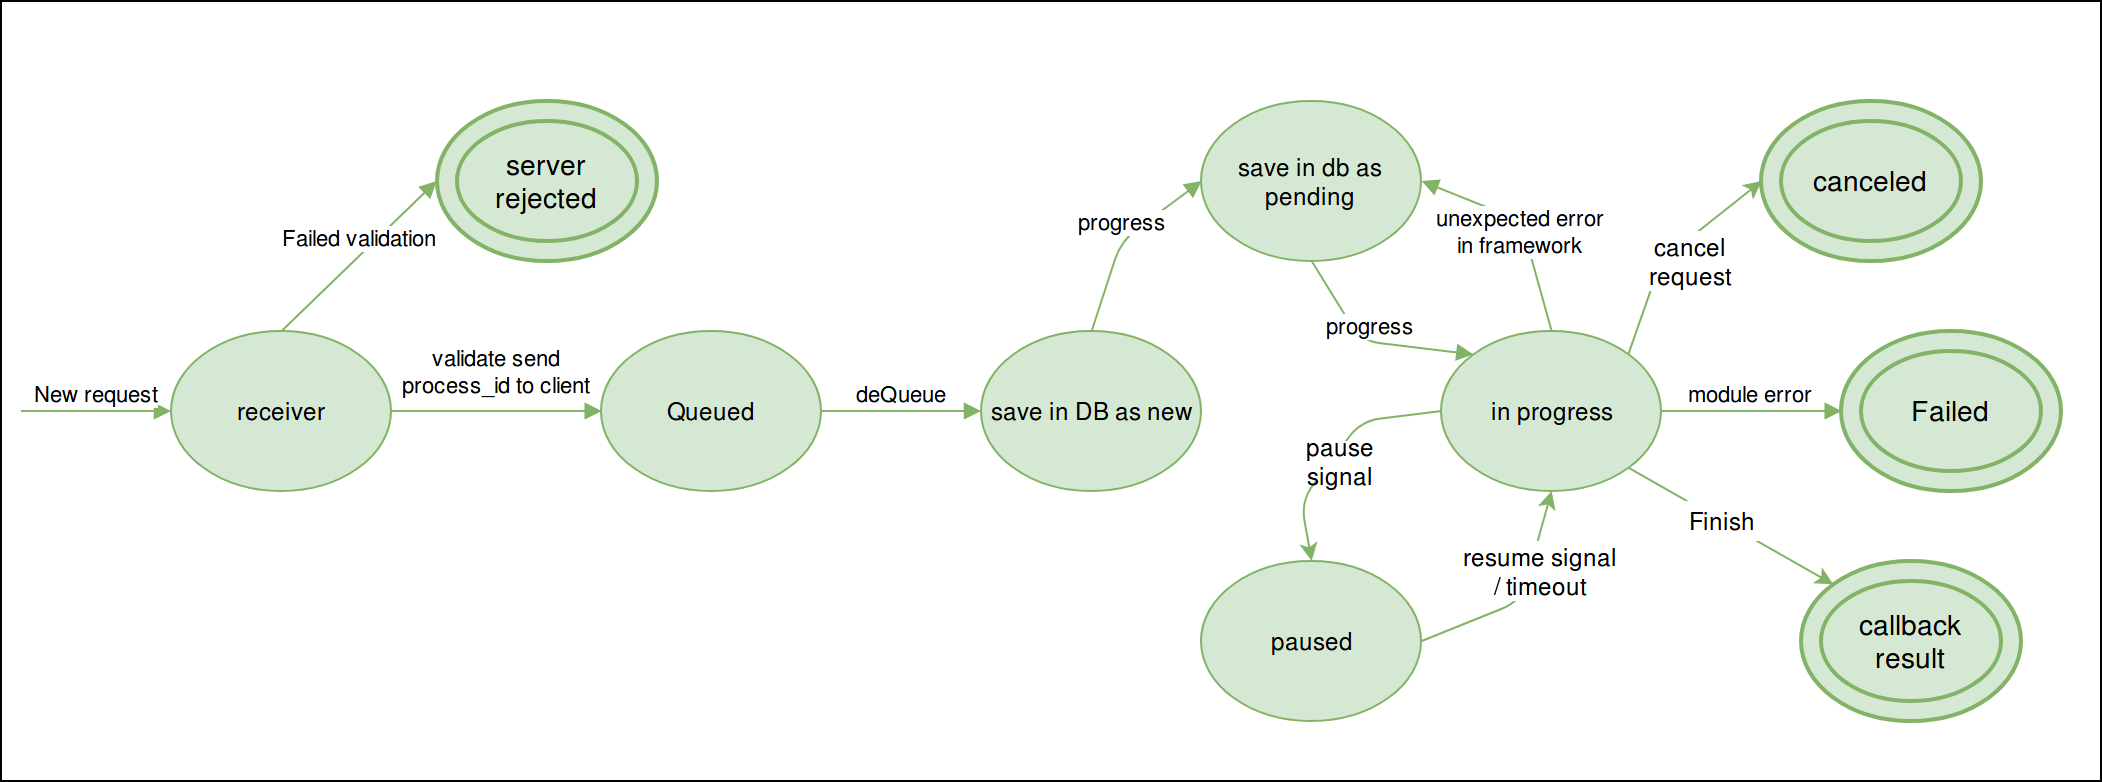 server
rejected
Failed validation
New request
receiver
validate send
process_id to client
Queued
deQueue
save in DB as new
progress
save in db as
pending
progress
unexpected error
in framework
in progress
cancel
request
canceled
module error
Failed
pause
signal
paused
resume signal
/ timeout
Finish
callback
result